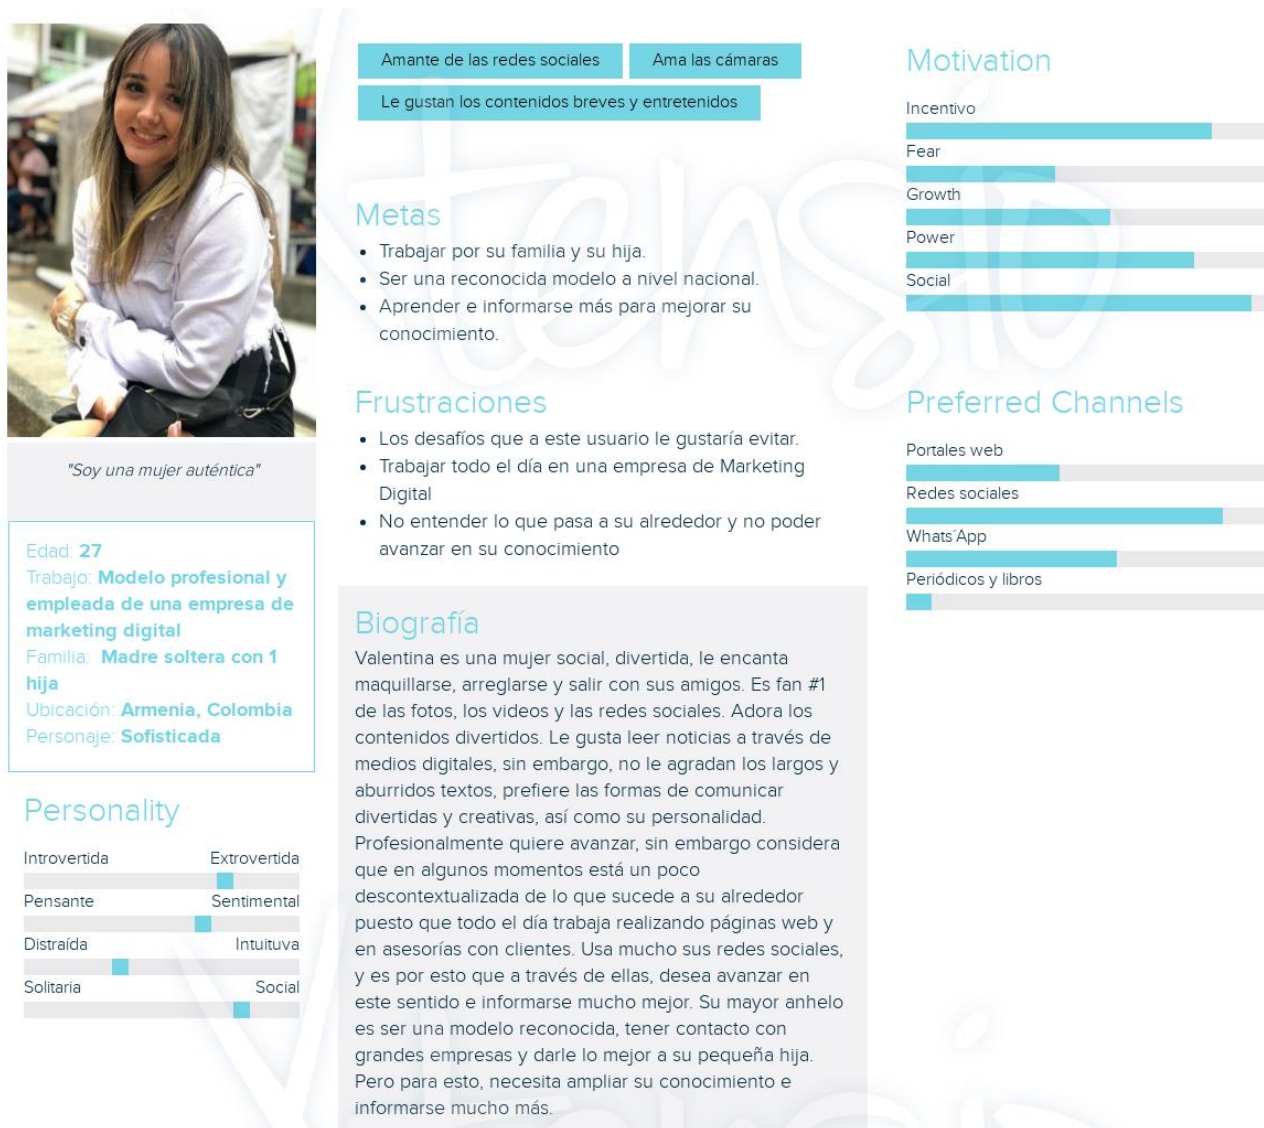 Amante de las redes sociales
Ama las cámaras
Le gustan los contenidos breves y entretenidos
Metas
Trabajar por su familia y su hija.
Ser una reconocida modelo a nivel nacional.
Aprender e informarse más para mejorar su
conocimiento.
Frustraciones
Los desafíos que a este usuario le gustaría evitar.
Trabajar todo el día en una empresa de Marketing
Digital
No entender lo que pasa a su alrededor y no poder
avanzar en su conocimiento
"Soy una mujer auténtica"
Edad: 27
Trabajo: Modelo profesional y
empleada de una empresa de
marketing digital
Familia: Madre soltera con 1
hija
Ubicación: Armenia, Colombia
Personaje: Sofisticada
Personality
Introvertida Extrovertida
Pensante Sentimental
Distraída Intuituva
Solitaria Social
Biografía
Valentina es una mujer social, divertida, le encanta
maquillarse, arreglarse y salir con sus amigos. Es fan #1
de las fotos, los videos y las redes sociales. Adora los
contenidos divertidos. Le gusta leer noticias a través de
medios digitales, sin embargo, no le agradan los largos y
aburridos textos, prefiere las formas de comunicar
divertidas y creativas, así como su personalidad.
Profesionalmente quiere avanzar, sin embargo considera
que en algunos momentos está un poco
descontextualizada de lo que sucede a su alrededor
puesto que todo el día trabaja realizando páginas web y
en asesorías con clientes. Usa mucho sus redes sociales,
y es por esto que a través de ellas, desea avanzar en
este sentido e informarse mucho mejor. Su mayor anhelo
es ser una modelo reconocida, tener contacto con
grandes empresas y darle lo mejor a su pequeña hija.
Pero para esto, necesita ampliar su conocimiento e
informarse mucho más.
Motivation
Incentivo
Fear
Growth
Power
Social
Preferred Channels
Portales web
Redes sociales
Whats´App
Periódicos y libros
xtensio